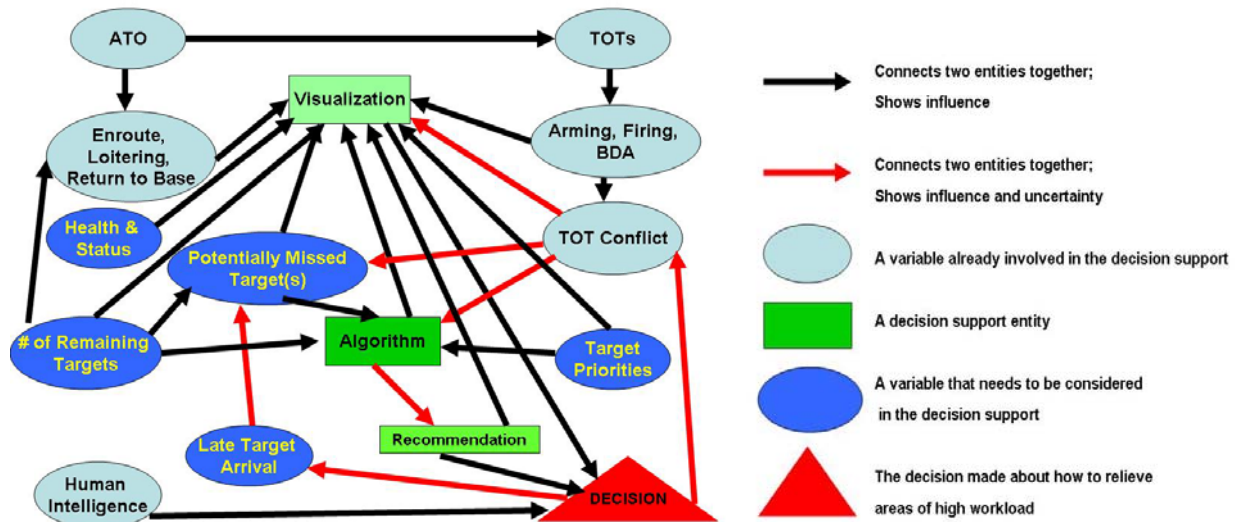 ATO
TOTs
Visualization
Enroute,
Loitering,
Return to Base
Arming, Firing,
BDA
Health &
Status
Potentially Missed
Target(s)
TOT Conflict
# of Remaining
Targets
Algorithm
Target
Priorities
Late Target
Arrival
Recommendation
Human
Intelligence
DECISION
Connects two entities together;
Shows influence
Connects two entities together;
Shows influence and uncertainty
A variable already involved in the decision support
A decision support entity
A variable that needs to be considered
in the decision support
The decision made about how to relieve
areas of high workload